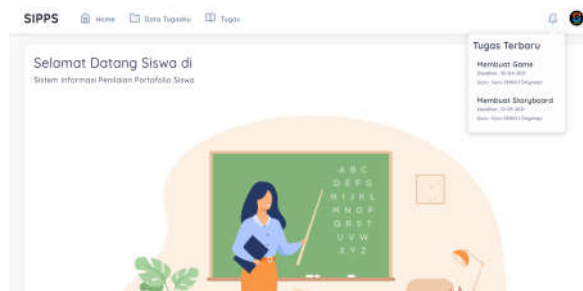 SIPPS Home Data Tugasku Tugas
Selamat Datang Siswa di
Sistem Informasi Penilaian Portofolio Siswa
Tugas Terbaru
Membuat Game
Membuat Storyboard
A B C
D E F G
H I J K L
M N O P
Q R S T
U V W
X Y Z